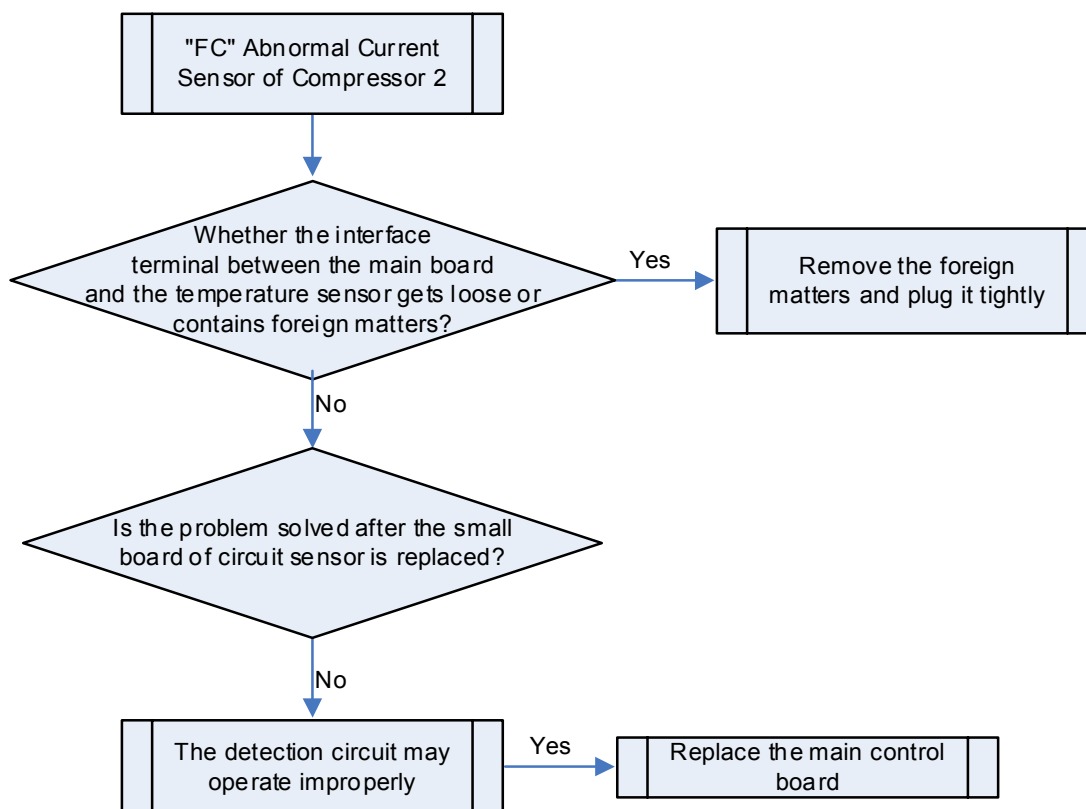 "FC" Abnormal Current
Sensor of Compressor 2
Whether the interface
terminal between the main board
and the temperature sensor gets loose or
contains foreign matters?
Yes
Remove the foreign
matters and plug it tightly
No
Is the problem solved after the small
board of circuit sensor is replaced?
No
The detection circuit may
operate improperly
Yes
Replace the main control
board